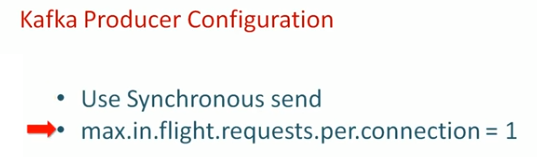 Kafka Producer Configuration
• Use Synchronous send
• max.in.flight.requests.per.connection = 1